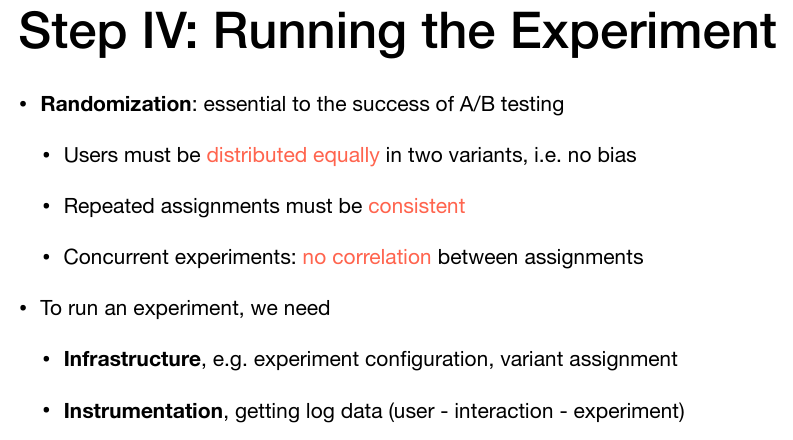 Step IV: Running the Experiment
• Randomization: essential to the success of A/B testing
• Users must be distributed equally in two variants, i.e. no bias
• Repeated assignments must be consistent
• Concurrent experiments: no correlation between assignments
• To run an experiment, we need
• Infrastructure, e.g. experiment configuration, variant assignment
• Instrumentation, getting log data (user - interaction - experiment)